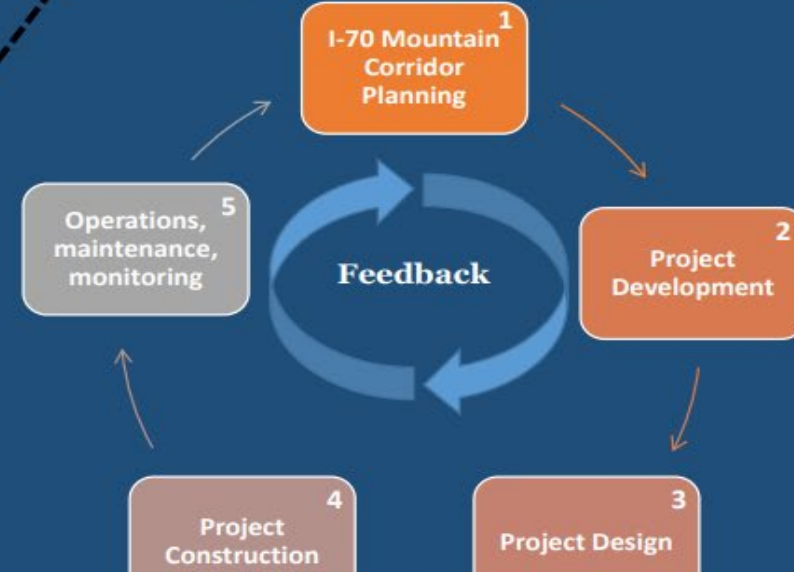 1
I-70 Mountain
Corridor
Planning
2
Project
Development
3
Project Design
4
Project
Construction
5
Operations,
maintenance,
monitoring
Feedback